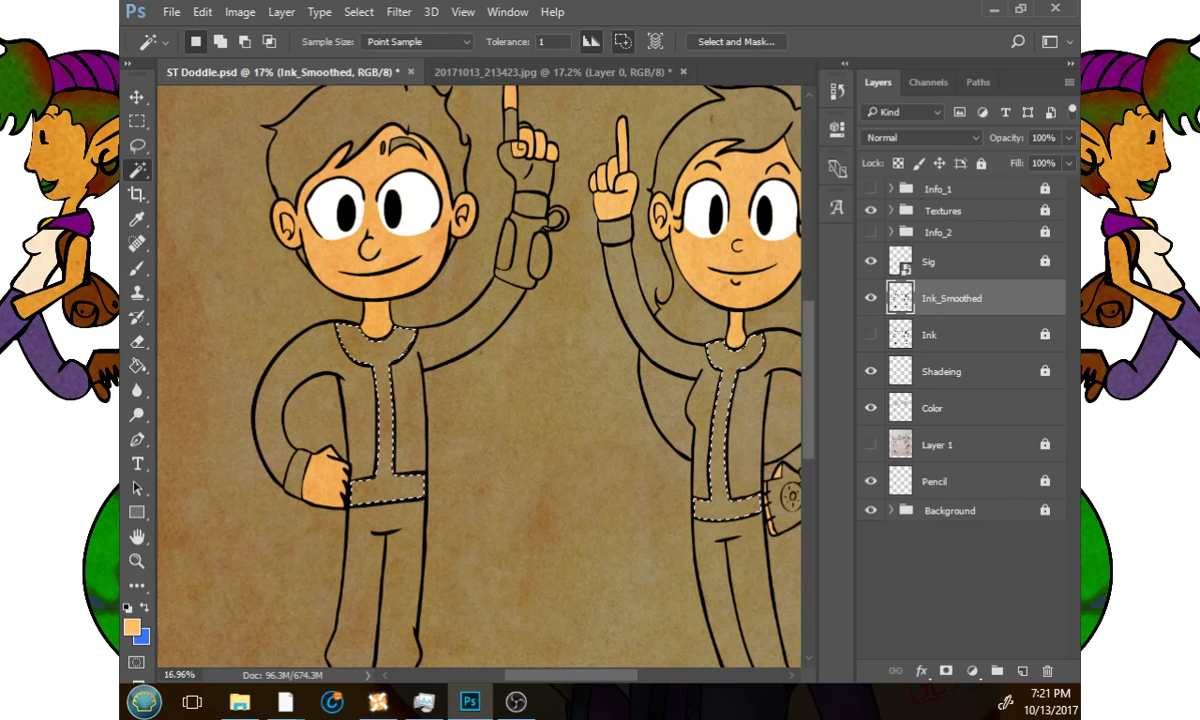 Ps File Edit Image Layer Type Select Filter 3D View Window Help
Sample Size: Point Sample Tolerance: 1 Select and Mask...
ST Doddle.psd @ 17% (Ink_Smoothed, RGB/8) * × 20171013_213423.jpg @ 17.2% (Layer 0, RGB/8) * ×
Layers Channels Paths
Kind
Normal Opacity: 100%
Lock: Fill: 100%
Info_1
Textures
Info_2
Sig
Ink_Smoothed
Ink
Shadeing
Color
Layer 1
Pencil
Background
16.96% Doc: 96.3M/674.3M
fx
Ps
7:21 PM
10/13/2017